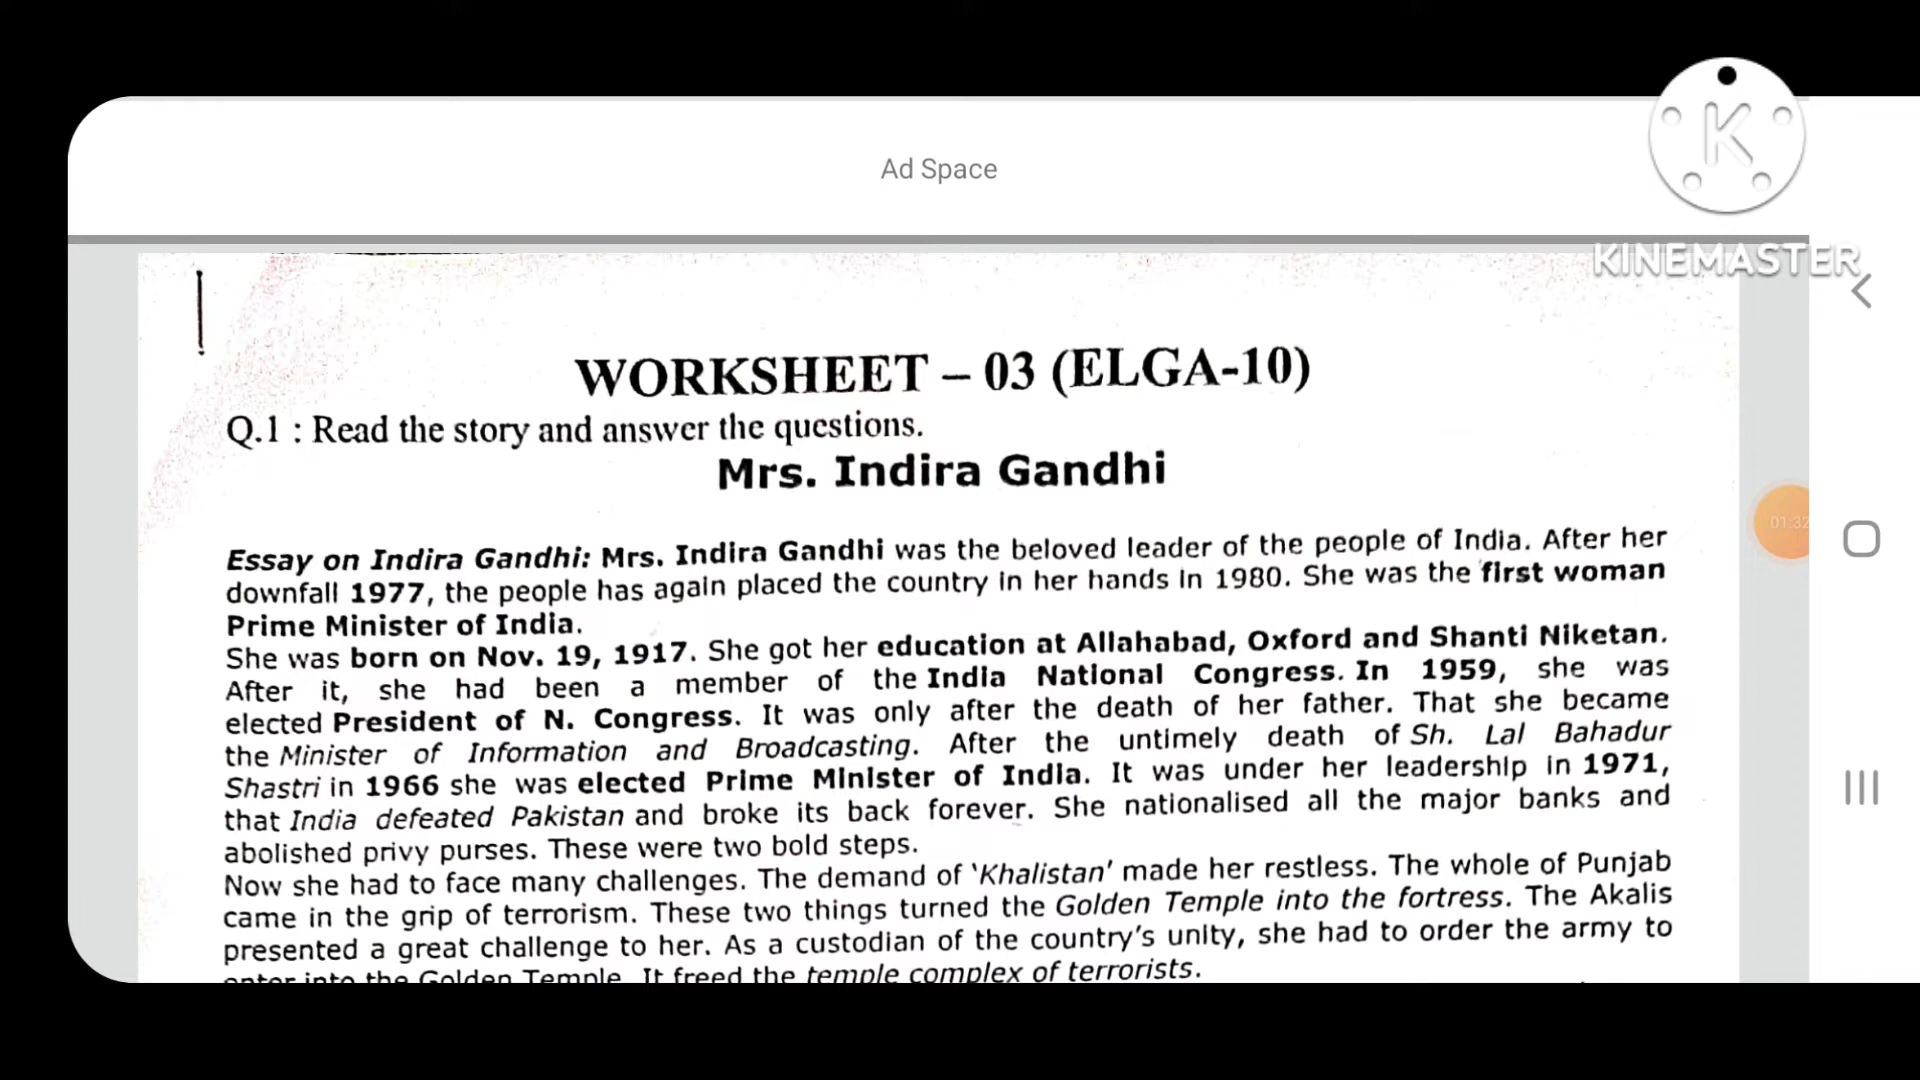 Ad Space
K
KINEMASTER
WORKSHEET – 03 (ELGA-10)
Q.1 : Read the story and answer the questions.
Mrs. Indira Gandhi
01:32
Essay on Indira Gandhi: Mrs. Indira Gandhi was the beloved leader of the people of India. After her
downfall 1977, the people has again placed the country in her hands in 1980. She was the first woman
Prime Minister of India.
She was born on Nov. 19, 1917. She got her education at Allahabad, Oxford and Shanti Niketan.
After it, she had been a member of the India National Congress. In 1959, she was
elected President of N. Congress. It was only after the death of her father. That she became
the Minister of Information and Broadcasting. After the untimely death of Sh. Lal Bahadur
Shastri in 1966 she was elected Prime Minister of India. It was under her leadership in 1971,
that India defeated Pakistan and broke its back forever. She nationalised all the major banks and
abolished privy purses. These were two bold steps.
Now she had to face many challenges. The demand of ‘Khalistan’ made her restless. The whole of Punjab
came in the grip of terrorism. These two things turned the Golden Temple into the fortress. The Akalis
presented a great challenge to her. As a custodian of the country’s unity, she had to order the army to
enter into the Golden Temple. It freed the temple complex of terrorists.